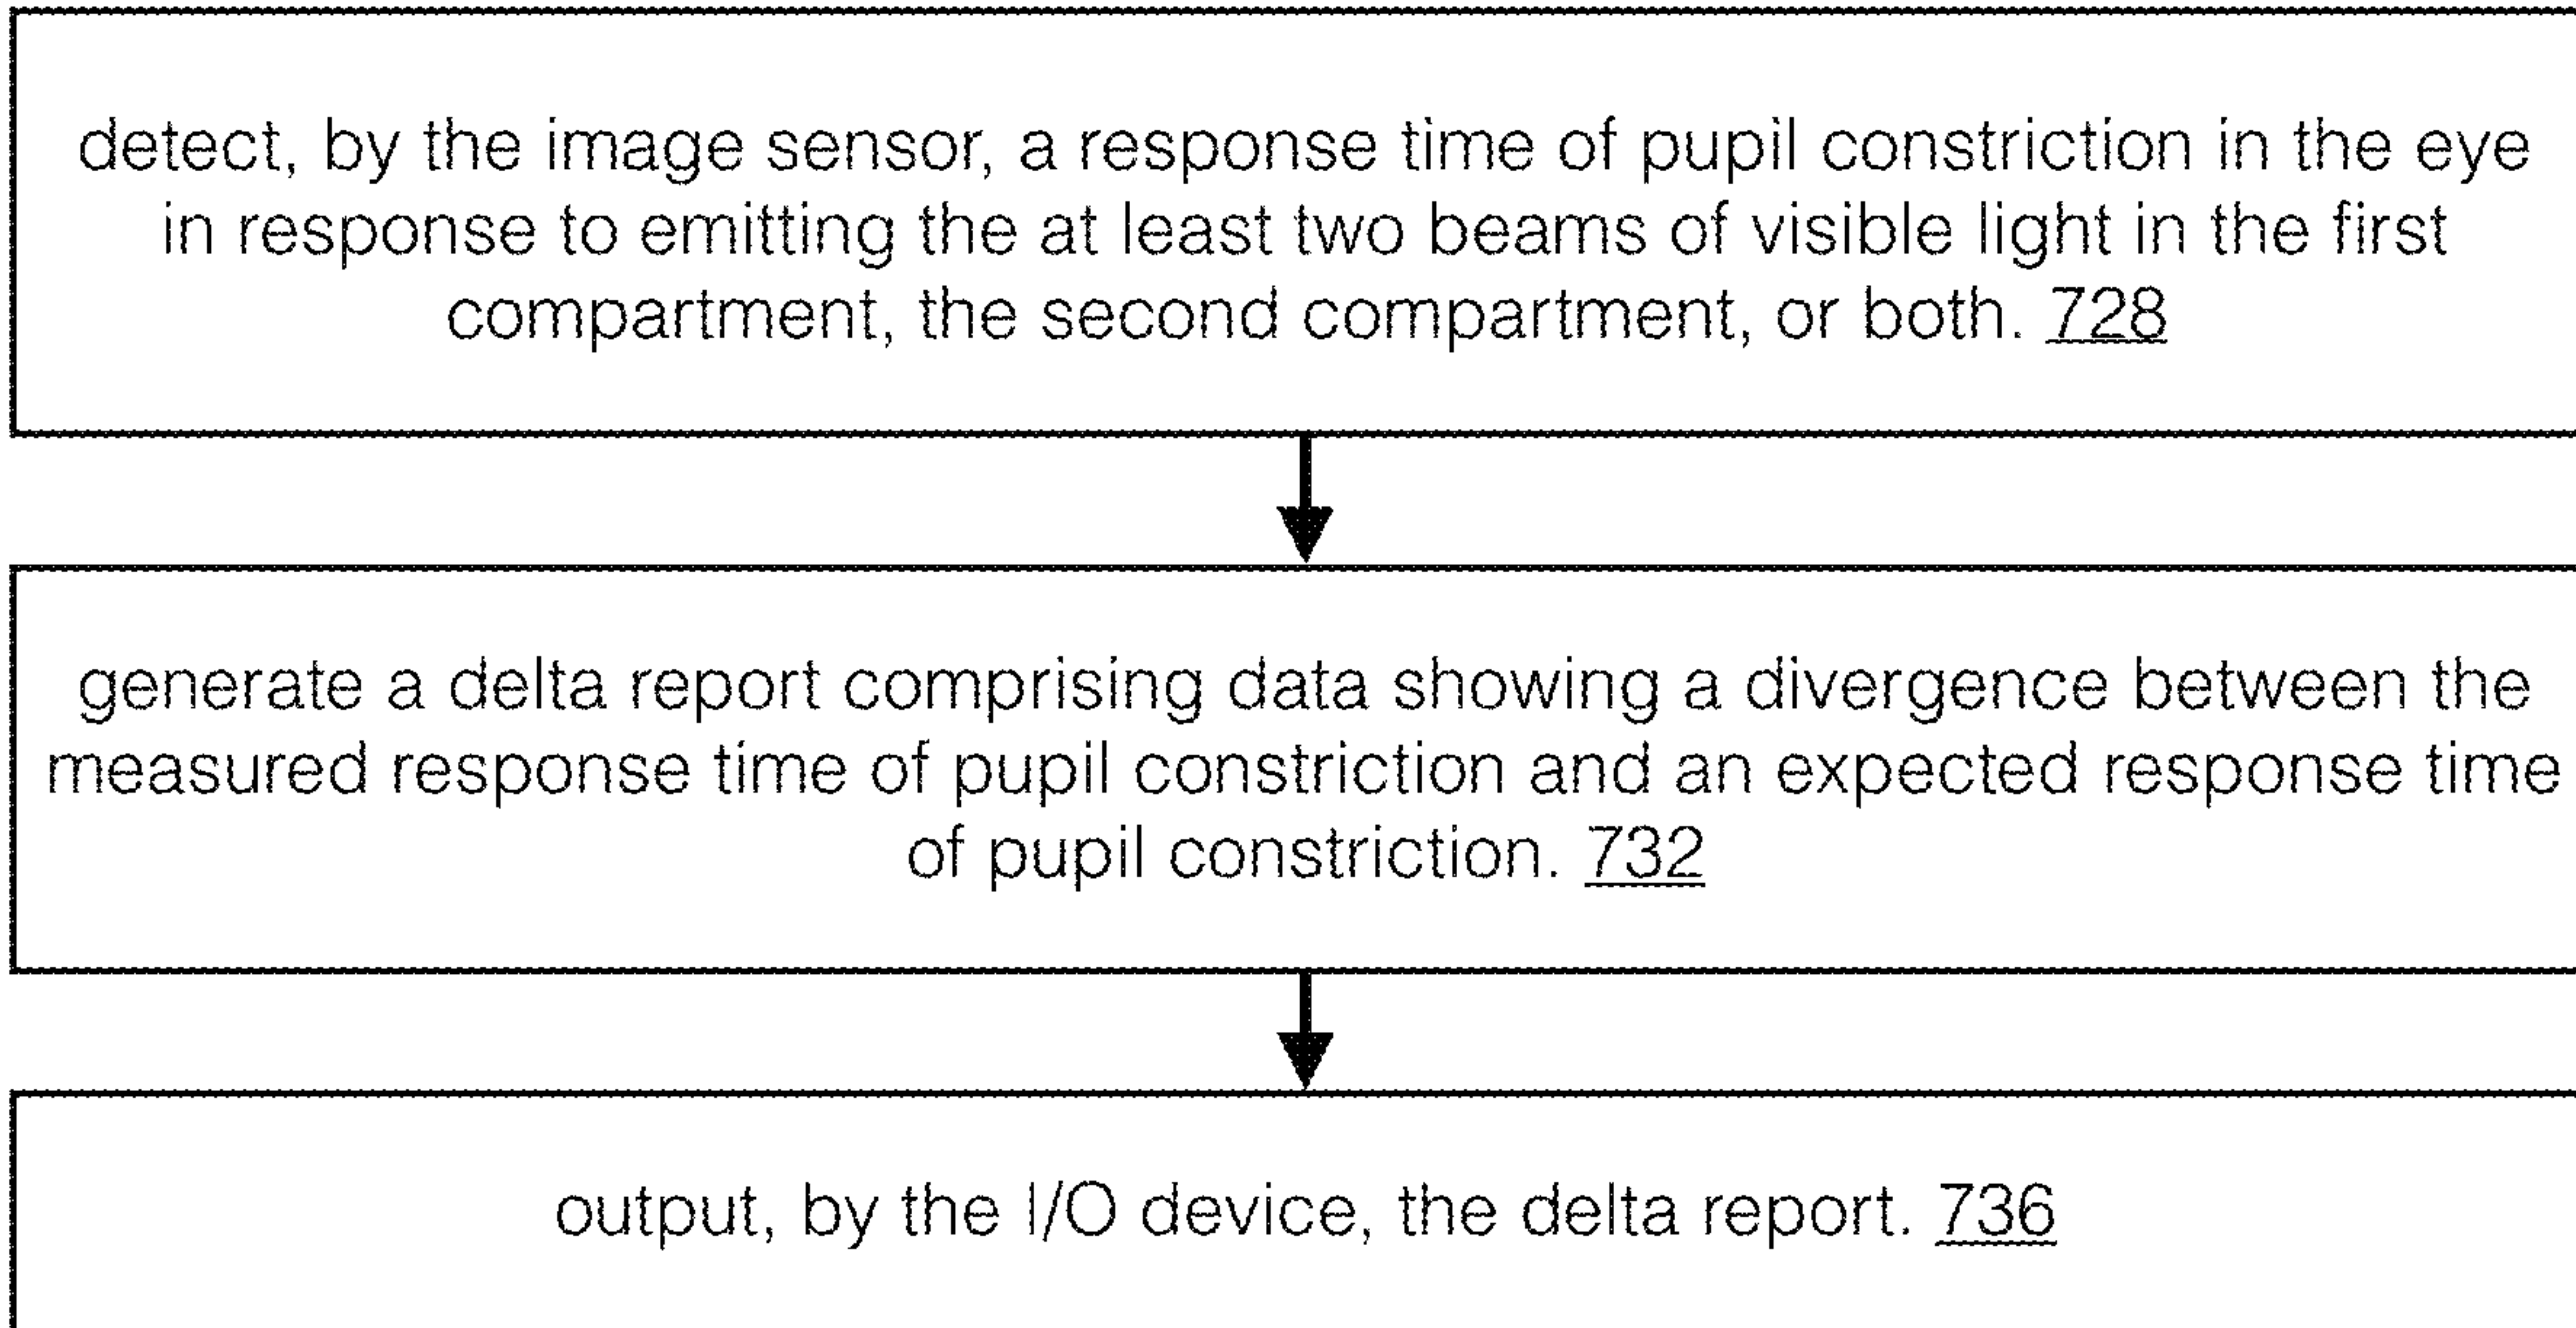 detect, by the image sensor, a response time of pupil constriction in the eye
in response to emitting the at least two beams of visible light in the first
compartment, the second compartment, or both. 728
generate a delta report comprising data showing a divergence between the
measured response time of pupil constriction and an expected response time
of pupil constriction. 732
output, by the I/O device, the delta report. 736